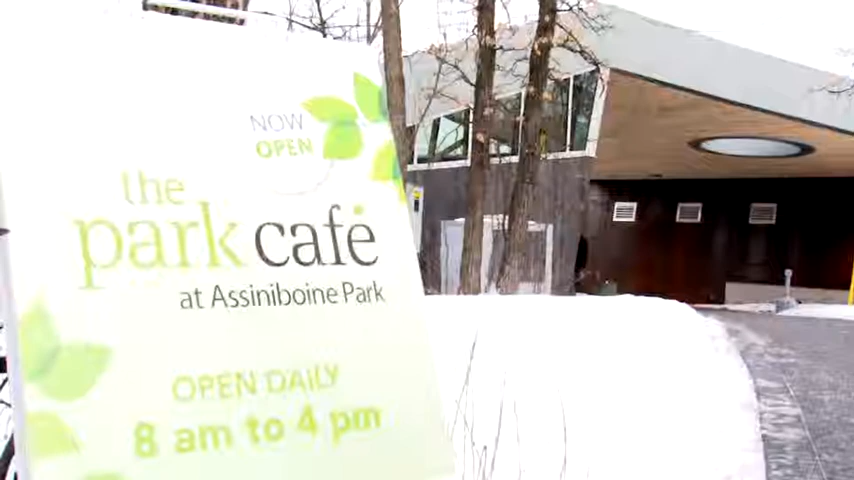 NOW
OPEN
the
park café
at Assiniboine Park
OPEN DAILY
8 am to 4 pm